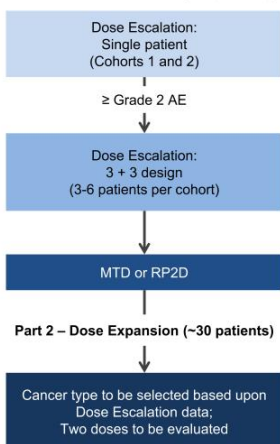 Dose Escalation:
Single patient
(Cohorts 1 and 2)
≥ Grade 2 AE
Dose Escalation:
3 + 3 design
(3-6 patients per cohort)
MTD or RP2D
Part 2 – Dose Expansion (~30 patients)
Cancer type to be selected based upon
Dose Escalation data;
Two doses to be evaluated